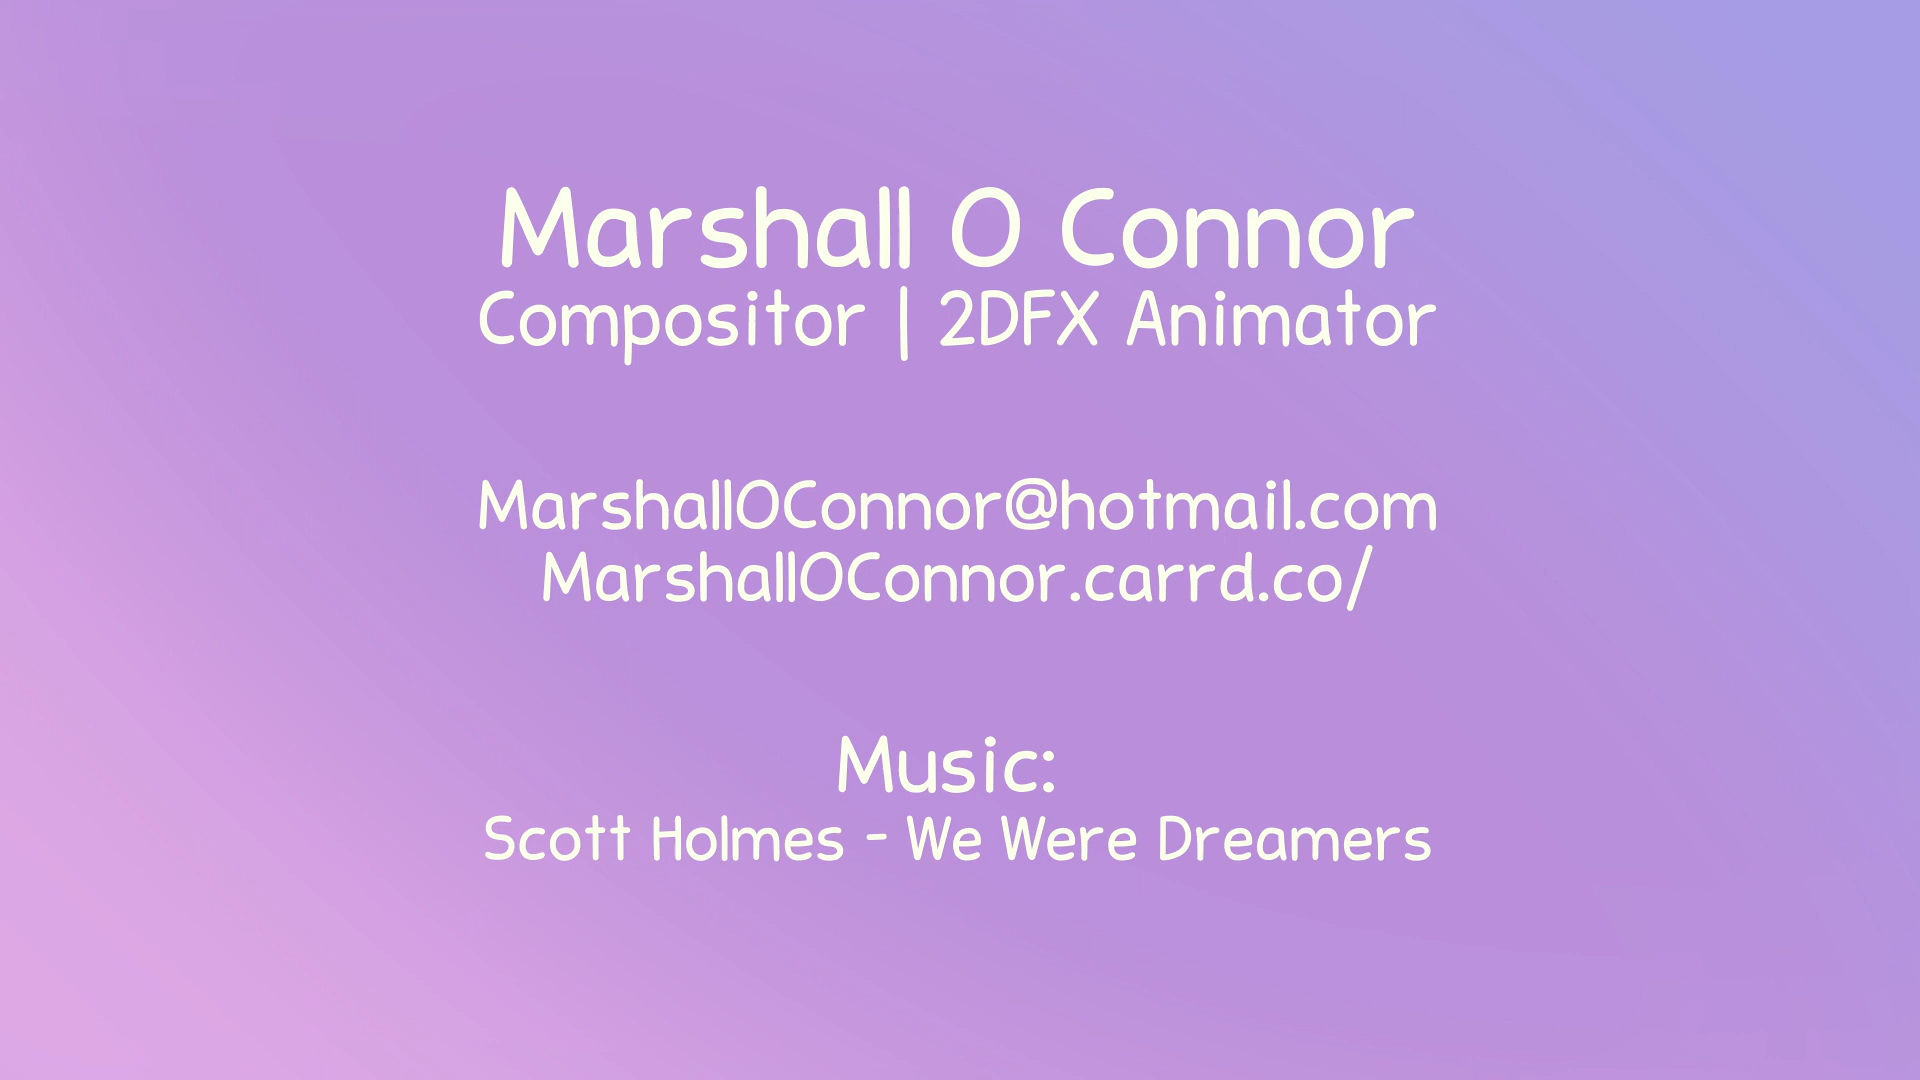 Marshall O Connor
Compositor | 2DFX Animator
MarshallOConnor@hotmail.com
MarshallOConnor.carrd.co/
Music:
Scott Holmes - We Were Dreamers